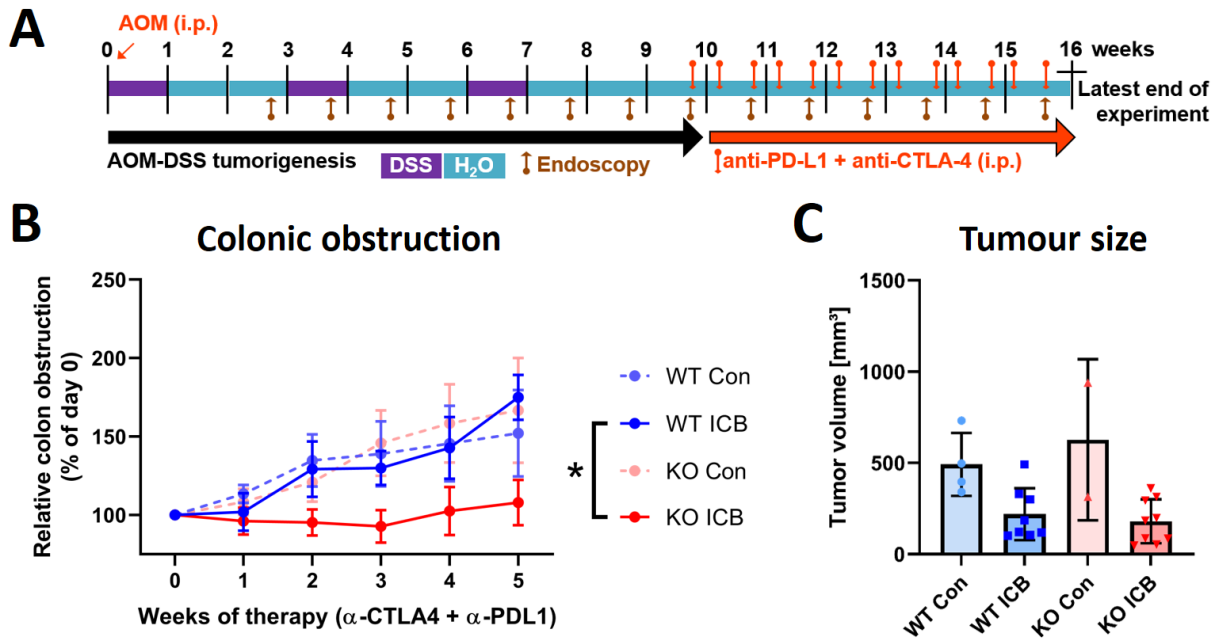 A
AOM (i.p.)
0 1 2 3 4 5 6 7 8 9 10 11 12 13 14 15 16 weeks
Latest end of
experiment
AOM-DSS tumorigenesis
DSS H₂O
Endoscopy
anti-PD-L1 + anti-CTLA-4 (i.p.)
B
Colonic obstruction
Relative colon obstruction
(% of day 0)
250
200
150
100
0 1 2 3 4 5
Weeks of therapy (α-CTLA4 + α-PDL1)
WT Con
WT ICB
KO Con
KO ICB
*
C
Tumour size
Tumor volume [mm³]
1500
1000
500
0
WT Con
WT ICB
KO Con
KO ICB